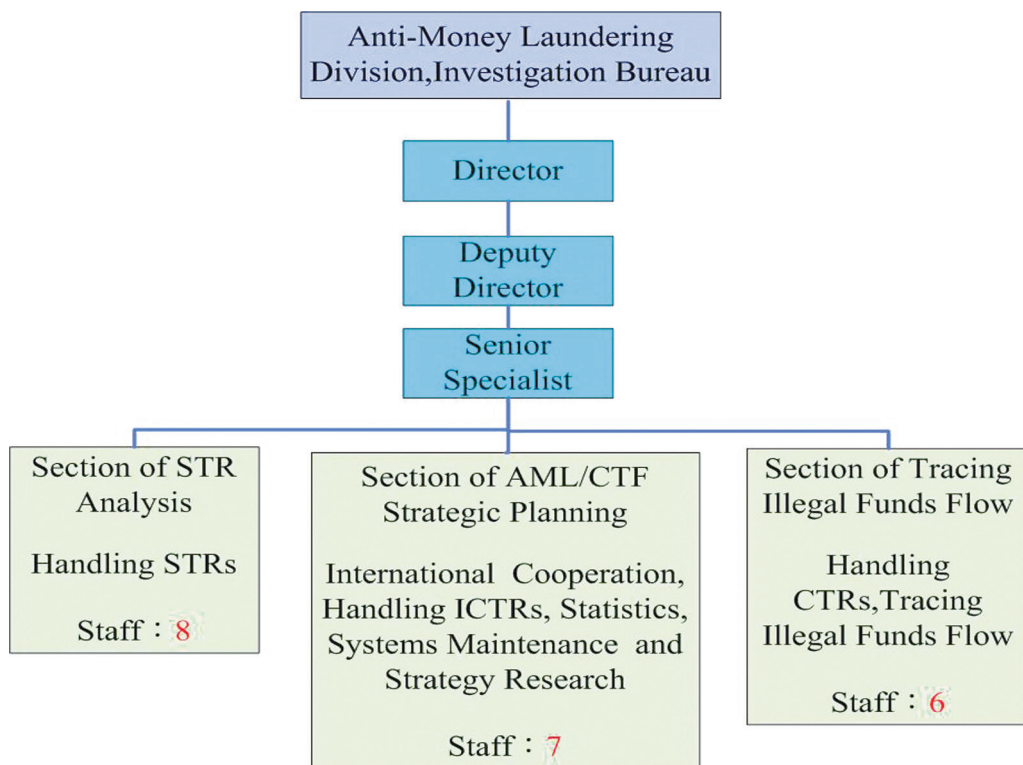 Anti-Money Laundering
Division,Investigation Bureau
Director
Deputy
Director
Senior
Specialist
Section of STR
Analysis
Handling STRs
Staff：8
Section of AML/CTF
Strategic Planning
International Cooperation,
Handling ICTRs, Statistics,
Systems Maintenance and
Strategy Research
Staff：7
Section of Tracing
Illegal Funds Flow
Handling
CTRs,Tracing
Illegal Funds Flow
Staff：6